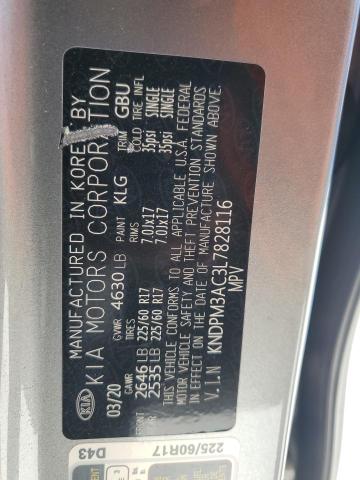 MANUFACTURED IN KOREA BY
KIA MOTORS CORPORATION
KIA
03/20 GVWR 4630 LB PAINT KLG TRIM GBU
GAWR TIRES RIMS COLD TIRE INFL
2646 LB 225/60 R17 7.0JX17 35psi SINGLE
2535 LB 225/60 R17 7.0JX17 35psi SINGLE
THIS VEHICLE CONFORMS TO ALL APPLICABLE U.S.A. FEDERAL
MOTOR VEHICLE SAFETY AND THEFT PREVENTION STANDARDS
IN EFFECT ON THE DATE OF MANUFACTURE SHOWN ABOVE.
V.I.N KNDPM3AC3L7828116
MPV
D43
225/60R17